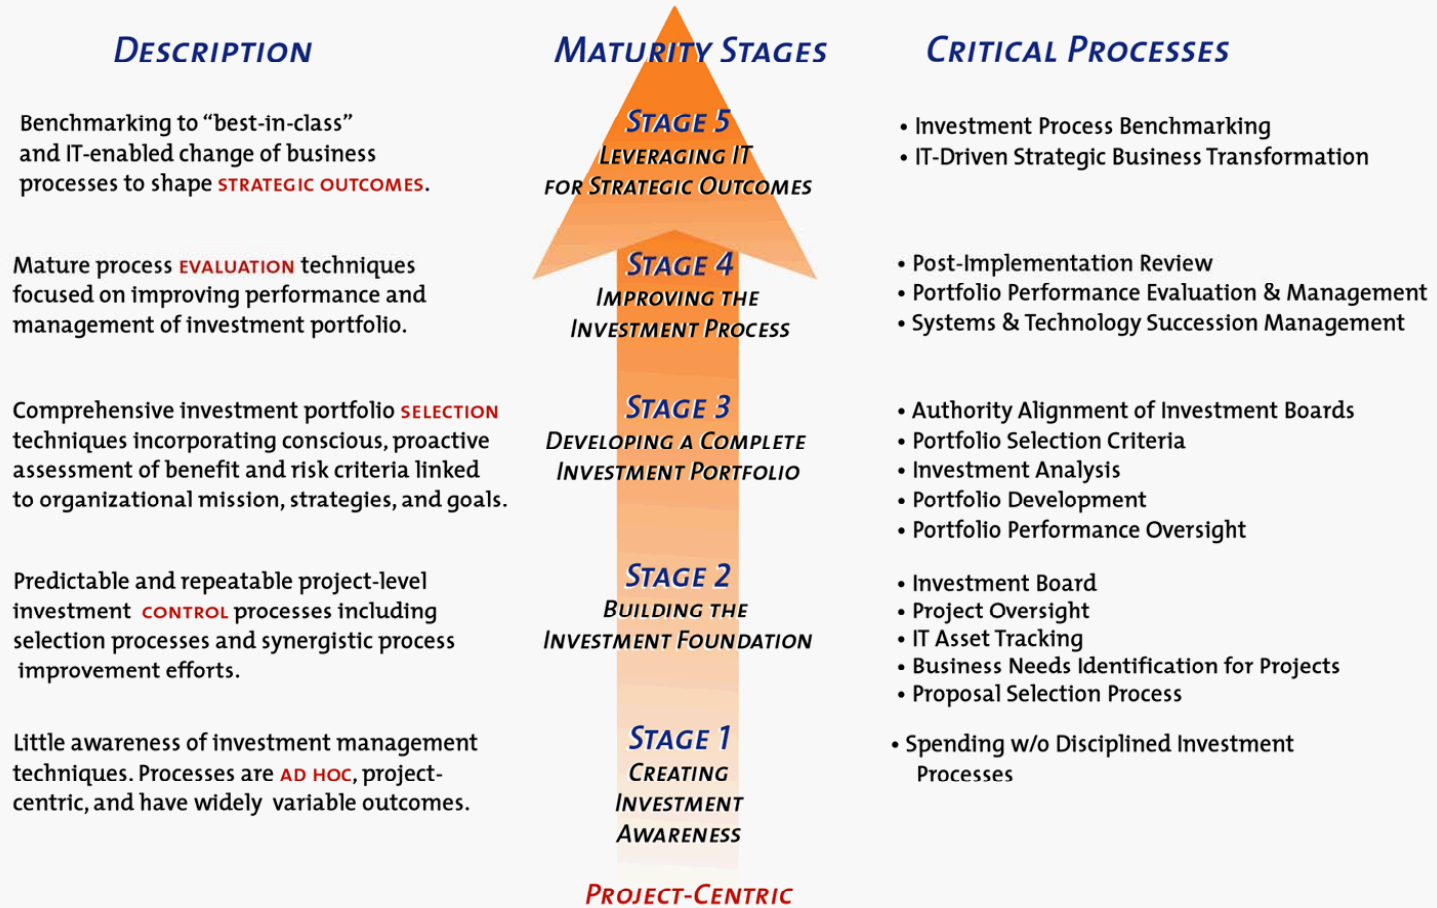 DESCRIPTION
MATURITY STAGES
CRITICAL PROCESSES
Benchmarking to “best-in-class”
and IT-enabled change of business
processes to shape STRATEGIC OUTCOMES.
STAGE 5
LEVERAGING IT
FOR STRATEGIC OUTCOMES
• Investment Process Benchmarking
• IT-Driven Strategic Business Transformation
Mature process EVALUATION techniques
focused on improving performance and
management of investment portfolio.
STAGE 4
IMPROVING THE
INVESTMENT PROCESS
• Post-Implementation Review
• Portfolio Performance Evaluation & Management
• Systems & Technology Succession Management
Comprehensive investment portfolio SELECTION
techniques incorporating conscious, proactive
assessment of benefit and risk criteria linked
to organizational mission, strategies, and goals.
STAGE 3
DEVELOPING A COMPLETE
INVESTMENT PORTFOLIO
• Authority Alignment of Investment Boards
• Portfolio Selection Criteria
• Investment Analysis
• Portfolio Development
• Portfolio Performance Oversight
Predictable and repeatable project-level
investment CONTROL processes including
selection processes and synergistic process
improvement efforts.
STAGE 2
BUILDING THE
INVESTMENT FOUNDATION
• Investment Board
• Project Oversight
• IT Asset Tracking
• Business Needs Identification for Projects
• Proposal Selection Process
Little awareness of investment management
techniques. Processes are AD HOC, project-
centric, and have widely variable outcomes.
STAGE 1
CREATING
INVESTMENT
AWARENESS
• Spending w/o Disciplined Investment
Processes
PROJECT-CENTRIC